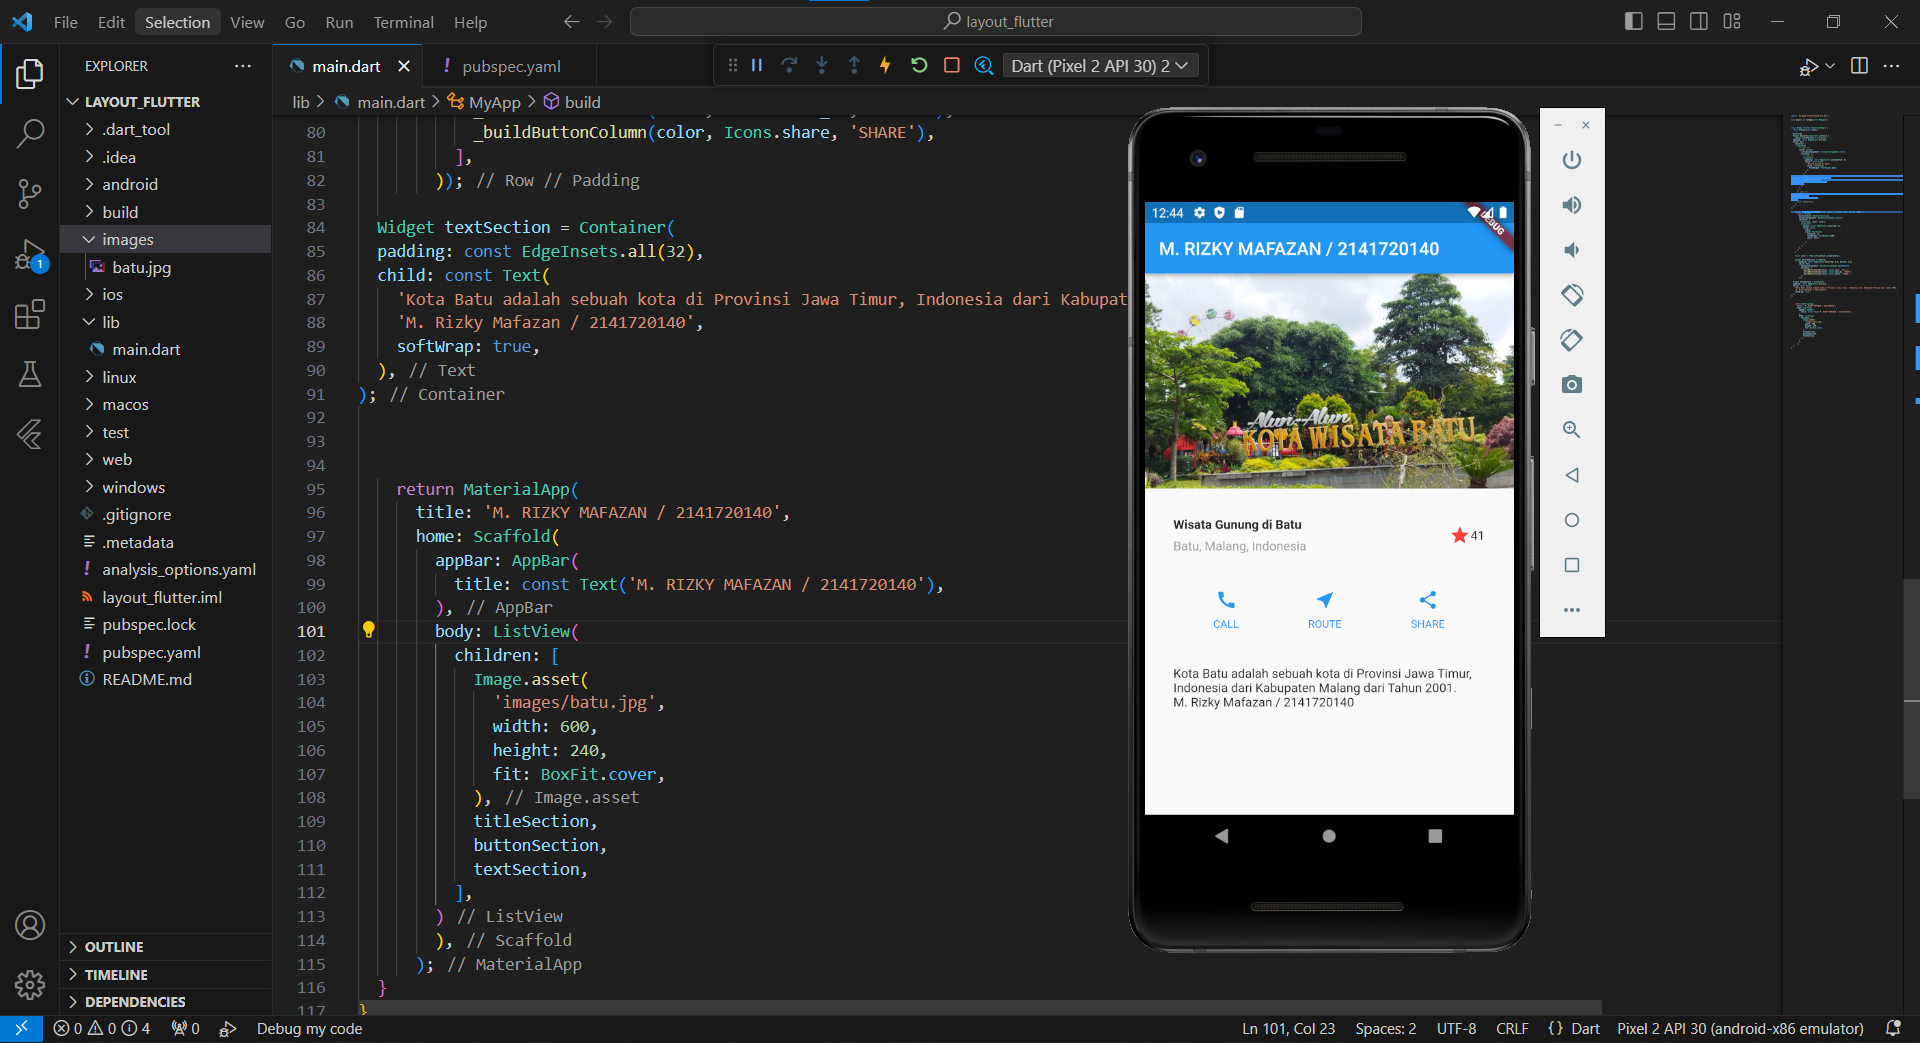 File Edit Selection View Go Run Terminal Help
layout_flutter
EXPLORER
LAYOUT_FLUTTER
.dart_tool
.idea
android
build
images
batu.jpg
ios
lib
main.dart
linux
macos
test
web
windows
.gitignore
.metadata
analysis_options.yaml
layout_flutter.iml
pubspec.lock
pubspec.yaml
README.md
OUTLINE
TIMELINE
DEPENDENCIES
1
main.dart
pubspec.yaml
Dart (Pixel 2 API 30) 2
lib > main.dart > MyApp > build
80 _buildButtonColumn(color, Icons.share, 'SHARE'),
81 ],
82 )); // Row // Padding
83
84 Widget textSection = Container(
85 padding: const EdgeInsets.all(32),
86 child: const Text(
87 'Kota Batu adalah sebuah kota di Provinsi Jawa Timur, Indonesia dari Kabupat
88 'M. Rizky Mafazan / 2141720140',
89 softWrap: true,
90 ), // Text
91 ); // Container
92
93
94
95 return MaterialApp(
96 title: 'M. RIZKY MAFAZAN / 2141720140',
97 home: Scaffold(
98 appBar: AppBar(
99 title: const Text('M. RIZKY MAFAZAN / 2141720140'),
100 ), // AppBar
101 body: ListView(
102 children: [
103 Image.asset(
104 'images/batu.jpg',
105 width: 600,
106 height: 240,
107 fit: BoxFit.cover,
108 ), // Image.asset
109 titleSection,
110 buttonSection,
111 textSection,
112 ],
113 ) // ListView
114 ), // Scaffold
115 ); // MaterialApp
116 }
117 }
12:44
DEBUG
M. RIZKY MAFAZAN / 2141720140
Alun-Alun
KOTA WISATA BATU
Wisata Gunung di Batu
Batu, Malang, Indonesia
41
CALL ROUTE SHARE
Kota Batu adalah sebuah kota di Provinsi Jawa Timur,
Indonesia dari Kabupaten Malang dari Tahun 2001.
M. Rizky Mafazan / 2141720140
0 0 4 0 Debug my code
Ln 101, Col 23 Spaces: 2 UTF-8 CRLF {} Dart Pixel 2 API 30 (android-x86 emulator)